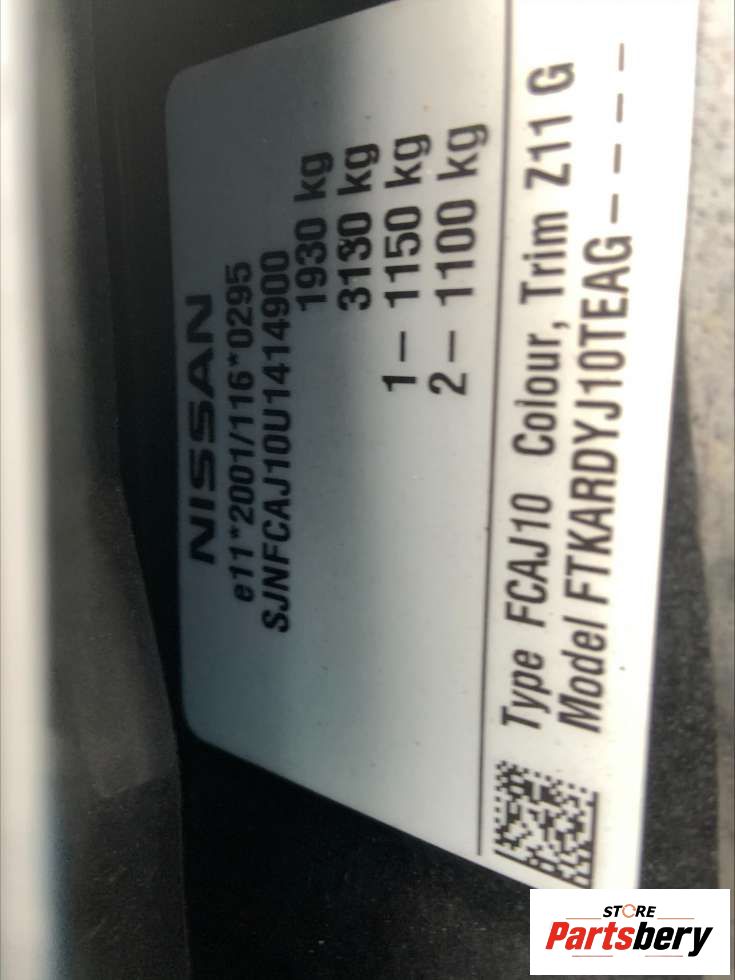 NISSAN
e11*2001/116*0295
SJNFCAJ10U1414900
1930 kg
3130 kg
1– 1150 kg
2– 1100 kg
Type FCAJ10 Colour, Trim Z11 G
Model FTKARDYJ10TEAG– – – –
STORE
Partsbery